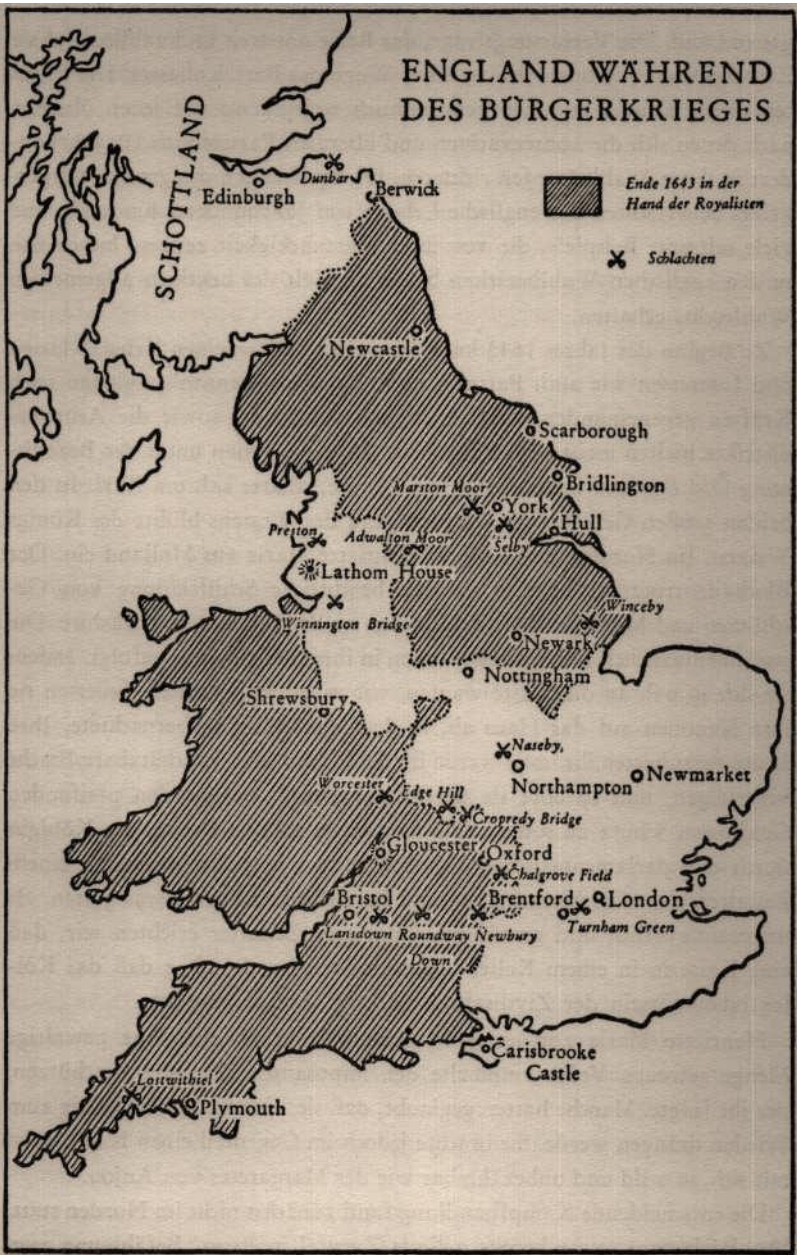 ENGLAND WÄHREND
DES BÜRGERKRIEGES
Ende 1643 in der
Hand der Royalisten
Schlachten
SCHOTTLAND
Dunbar
Edinburgh
Berwick
Newcastle
Scarborough
Bridlington
Marston Moor
York
Hull
Selby
Preston
Adwalton Moor
Lathom House
Winceby
Winnington Bridge
Newark
Nottingham
Shrewsbury
Naseby,
Newmarket
Northampton
Worcester
Edge Hill
Cropredy Bridge
Gloucester
Oxford
Chalgrove Field
Bristol
Brentford
London
Turnham Green
Lansdown Roundway Newbury
Down
Carisbrooke
Castle
Lostwithiel
Plymouth